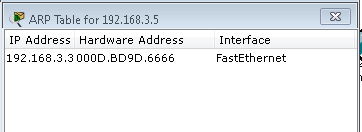 ARP Table for 192.168.3.5
IP Address Hardware Address Interface
192.168.3.3 000D.BD9D.6666 FastEthernet